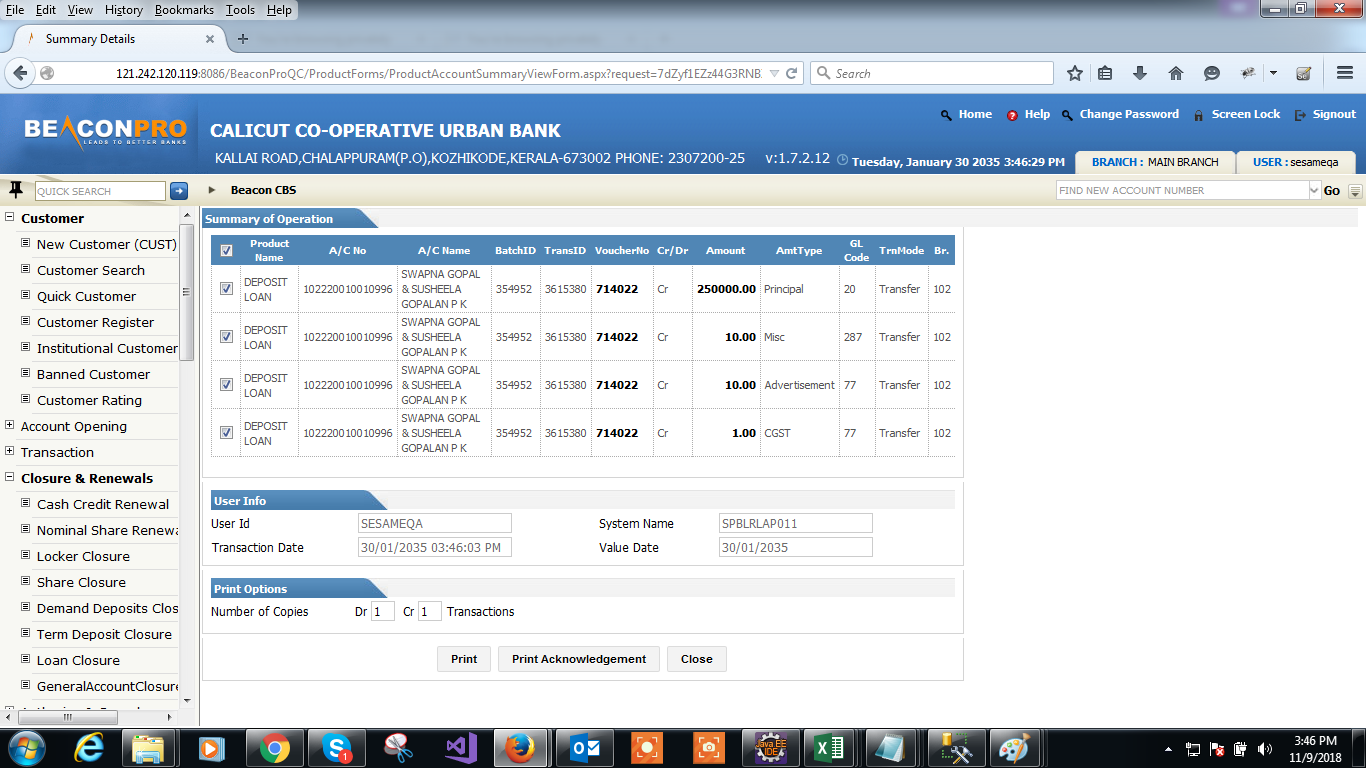 File Edit View History Bookmarks Tools Help
Summary Details
121.242.120.119:8086/BeaconProQC/ProductForms/ProductAccountSummaryViewForm.aspx?request=7dZyf1EZz44G3RNB
Search
BEACONPRO
LEADS TO BETTER BANKS
Home Help Change Password Screen Lock Signout
CALICUT CO-OPERATIVE URBAN BANK
KALLAI ROAD,CHALAPPURAM(P.O),KOZHIKODE,KERALA-673002 PHONE: 2307200-25 v:1.7.2.12 Tuesday, January 30 2035 3:46:29 PM BRANCH : MAIN BRANCH USER : sesameqa
QUICK SEARCH Beacon CBS FIND NEW ACCOUNT NUMBER Go
Customer
New Customer (CUST)
Customer Search
Quick Customer
Customer Register
Institutional Customer
Banned Customer
Customer Rating
Account Opening
Transaction
Closure & Renewals
Cash Credit Renewal
Nominal Share Renewa
Locker Closure
Share Closure
Demand Deposits Clos
Term Deposit Closure
Loan Closure
GeneralAccountClosure
Summary of Operation
Product Name A/C No A/C Name BatchID TransID VoucherNo Cr/Dr Amount AmtType GL Code TrnMode Br.
DEPOSIT LOAN 102220010010996 SWAPNA GOPAL & SUSHEELA GOPALAN P K 354952 3615380 714022 Cr 250000.00 Principal 20 Transfer 102
DEPOSIT LOAN 102220010010996 SWAPNA GOPAL & SUSHEELA GOPALAN P K 354952 3615380 714022 Cr 10.00 Misc 287 Transfer 102
DEPOSIT LOAN 102220010010996 SWAPNA GOPAL & SUSHEELA GOPALAN P K 354952 3615380 714022 Cr 10.00 Advertisement 77 Transfer 102
DEPOSIT LOAN 102220010010996 SWAPNA GOPAL & SUSHEELA GOPALAN P K 354952 3615380 714022 Cr 1.00 CGST 77 Transfer 102
User Info
User Id SESAMEQA System Name SPBLRLAP011
Transaction Date 30/01/2035 03:46:03 PM Value Date 30/01/2035
Print Options
Number of Copies Dr 1 Cr 1 Transactions
Print Print Acknowledgement Close
1
Java EE
IDE
3:46 PM
11/9/2018